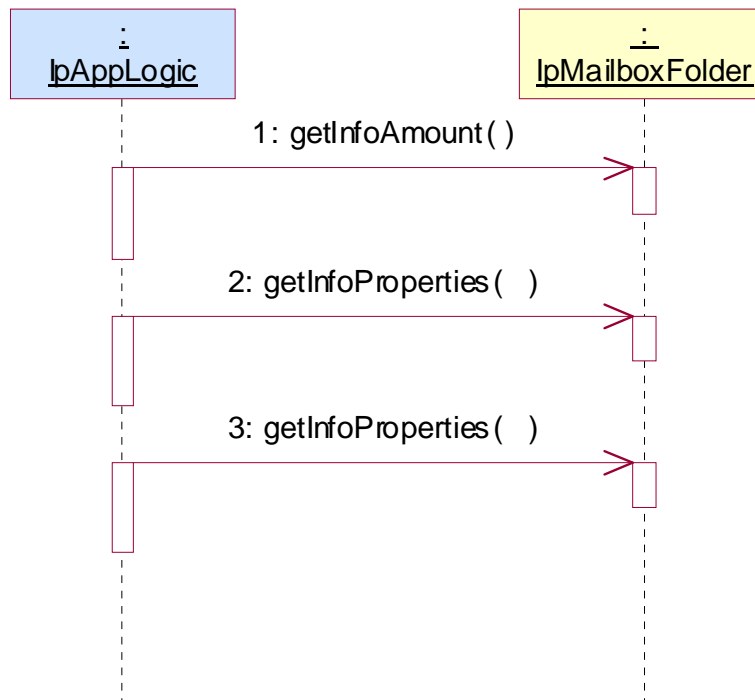 :
IpAppLogic
:
IpMailboxFolder
1: getInfoAmount( )
2: getInfoProperties( )
3: getInfoProperties( )